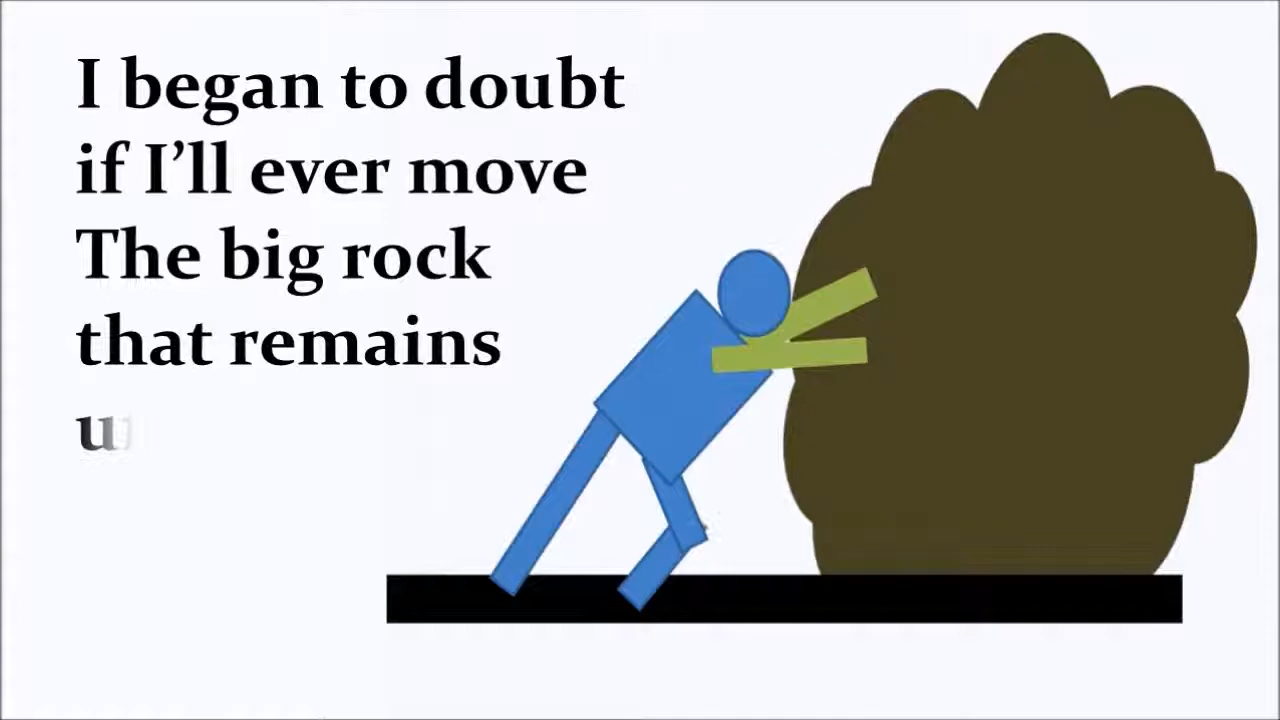 I began to doubt
if I’ll ever move
The big rock
that remains
u